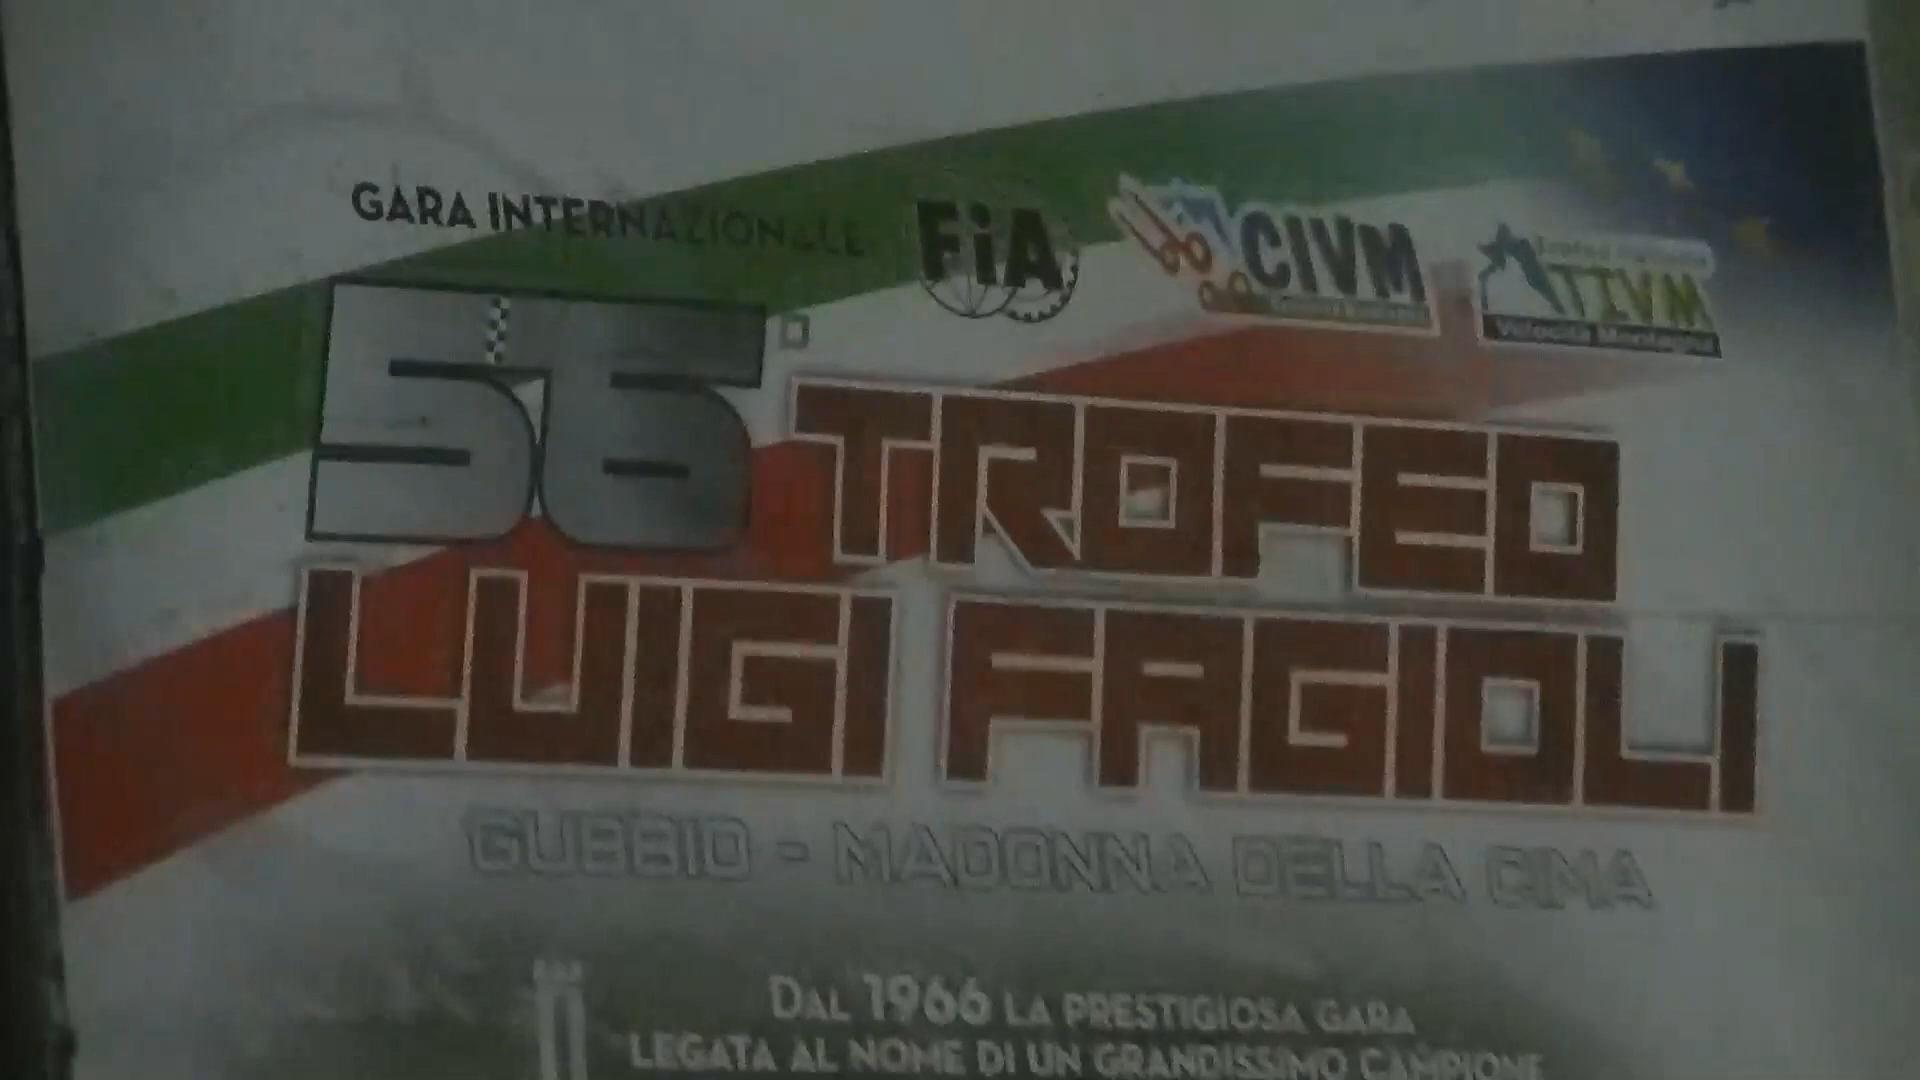 GARA INTERNAZIONALE FiA CIVM TIVM
Velocità Montagna
56° TROFEO
LUIGI FAGIOLI
GUBBIO - MADONNA DELLA CIMA
DAL 1966 LA PRESTIGIOSA GARA
LEGATA AL NOME DI UN GRANDISSIMO CAMPIONE